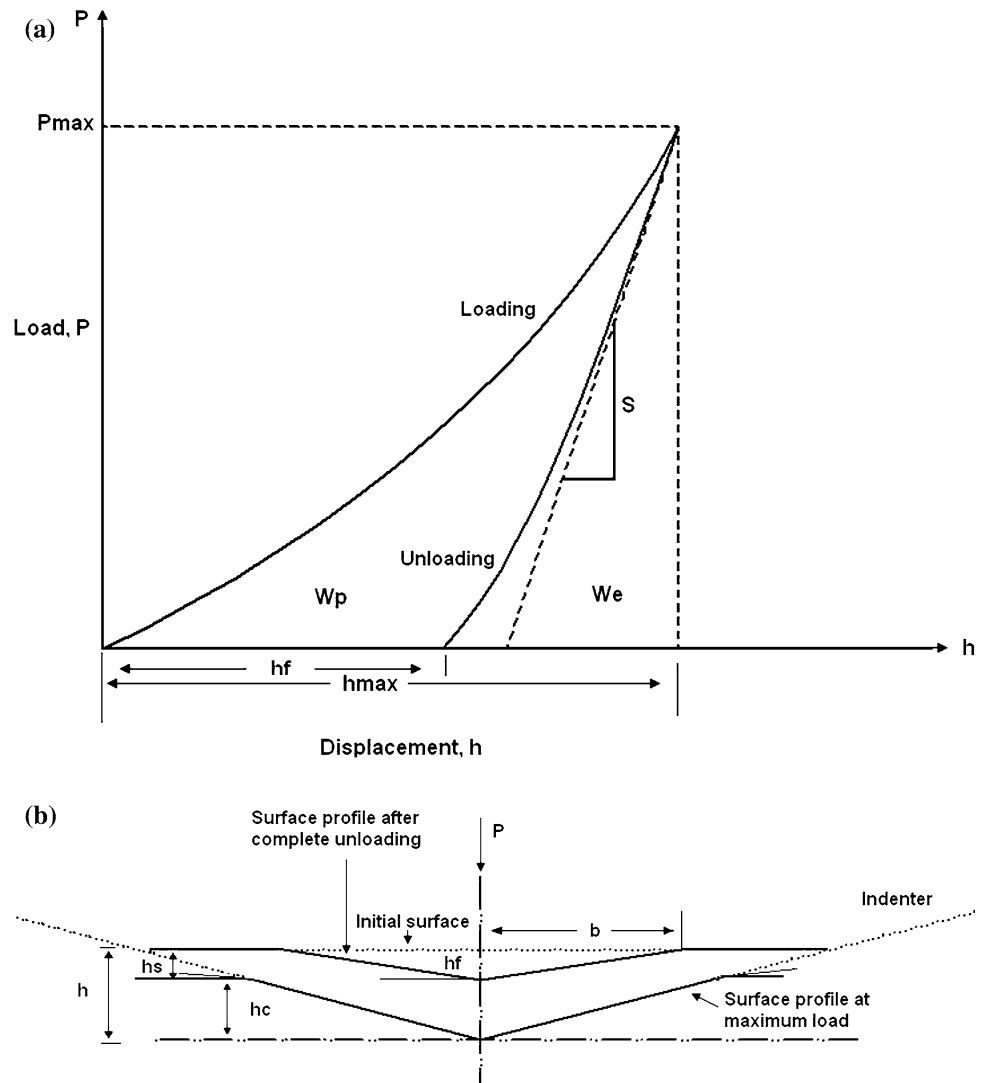 (a)
P
Pmax
Loading
Load, P
S
Unloading
Wp
We
h
hf
hmax
Displacement, h
(b)
Surface profile after
complete unloading
P
Indenter
Initial surface
b
hs
hf
h
hc
Surface profile at
maximum load